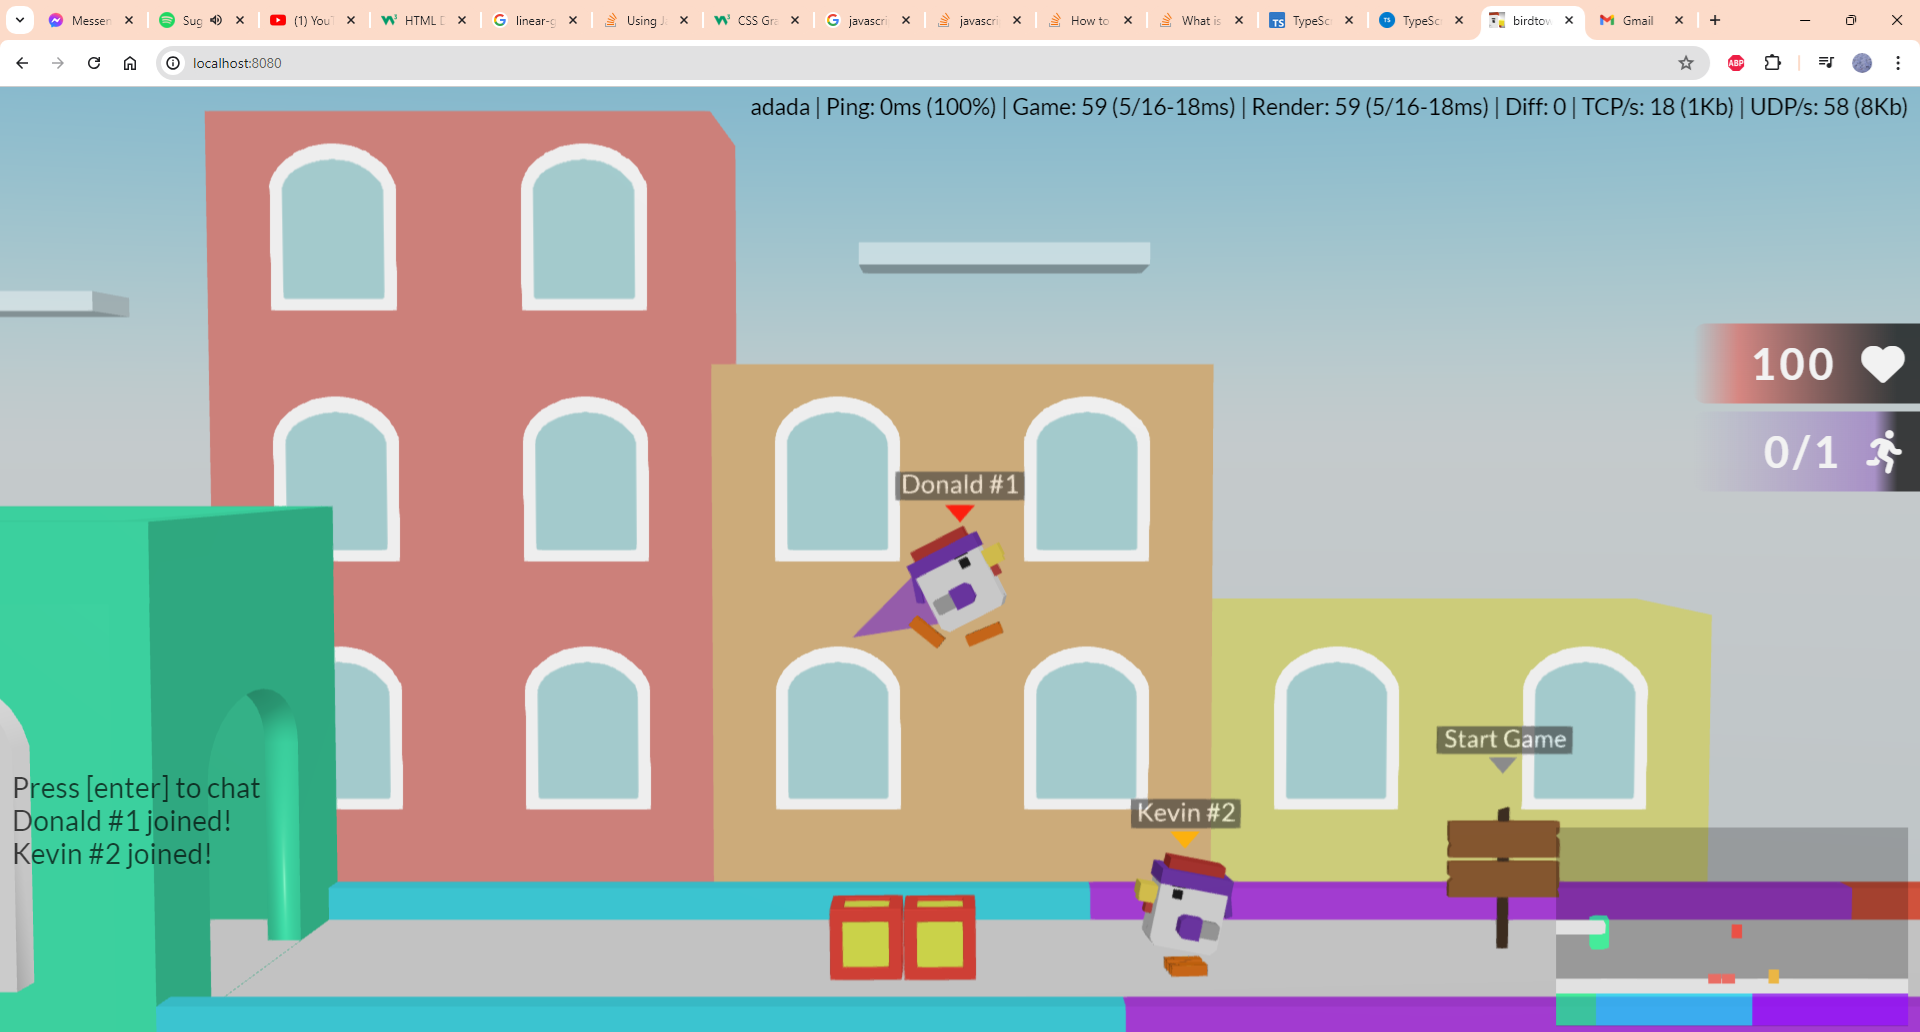 Messen
Sug
(1) You
HTML
linear-g
Using J
CSS Gra
javascri
javascri
How to
What is
TypeSc
TypeSc
birdtow
Gmail
localhost:8080
ABP
adada | Ping: 0ms (100%) | Game: 59 (5/16-18ms) | Render: 59 (5/16-18ms) | Diff: 0 | TCP/s: 18 (1Kb) | UDP/s: 58 (8Kb)
100
0/1
Donald #1
Start Game
Kevin #2
Press [enter] to chat
Donald #1 joined!
Kevin #2 joined!